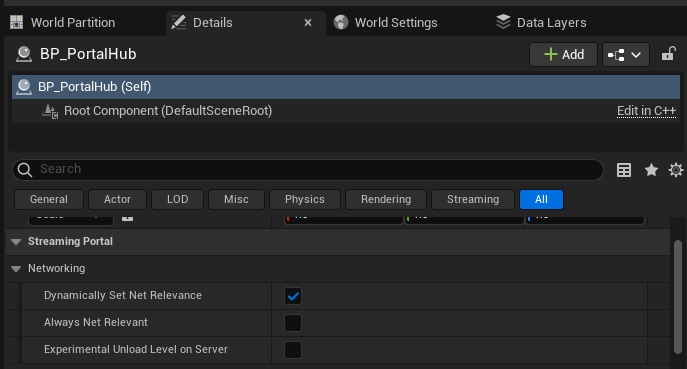 World Partition
Details
World Settings
Data Layers
BP_PortalHub
Add
BP_PortalHub (Self)
Root Component (DefaultSceneRoot)
Edit in C++
Search
General
Actor
LOD
Misc
Physics
Rendering
Streaming
All
Streaming Portal
Networking
Dynamically Set Net Relevance
Always Net Relevant
Experimental Unload Level on Server